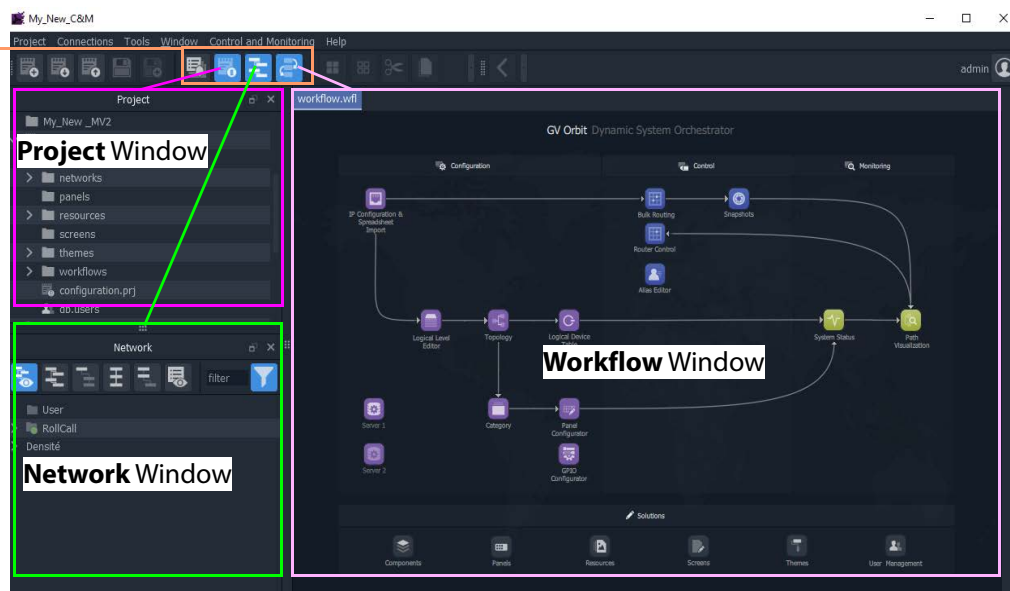 My_New_C&M
Project Connections Tools Window Control and Monitoring Help
admin
Project
My_New _MV2
Project Window
networks
panels
resources
screens
themes
workflows
configuration.prj
db.users
Network
filter
User
RollCall
Densité
Network Window
workflow.wfl
GV Orbit Dynamic System Orchestrator
Configuration
Control
Monitoring
IP Configuration &
Spreadsheet
Import
Bulk Routing
Snapshots
Router Control
Alias Editor
Logical Level
Editor
Topology
Logical Device
Table
System Status
Path
Visualization
Workflow Window
Server 1
Category
Panel
Configurator
Server 2
GPIO
Configurator
Solutions
Components
Panels
Resources
Screens
Themes
User Management